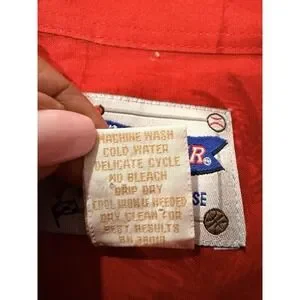 MACHINE WASH
COLD WATER
DELICATE CYCLE
NO BLEACH
DRIP DRY
COOL IRON IF NEEDED
DRY CLEAN FOR
BEST RESULTS
R®
SE